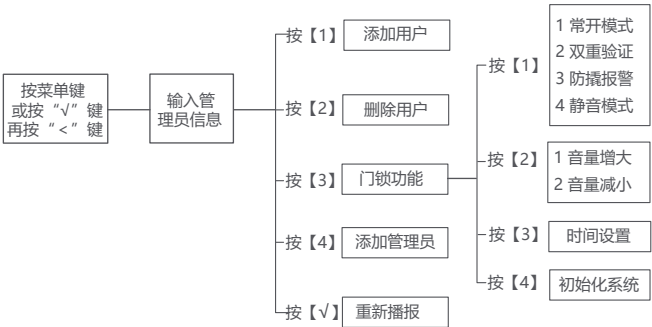 按菜单键
或按“√”键
再按“<”键
输入管
理员信息
按【1】 添加用户
按【2】 删除用户
按【3】 门锁功能
按【4】 添加管理员
按【√】 重新播报
按【1】
1 常开模式
2 双重验证
3 防撬报警
4 静音模式
按【2】
1 音量增大
2 音量减小
按【3】 时间设置
按【4】 初始化系统